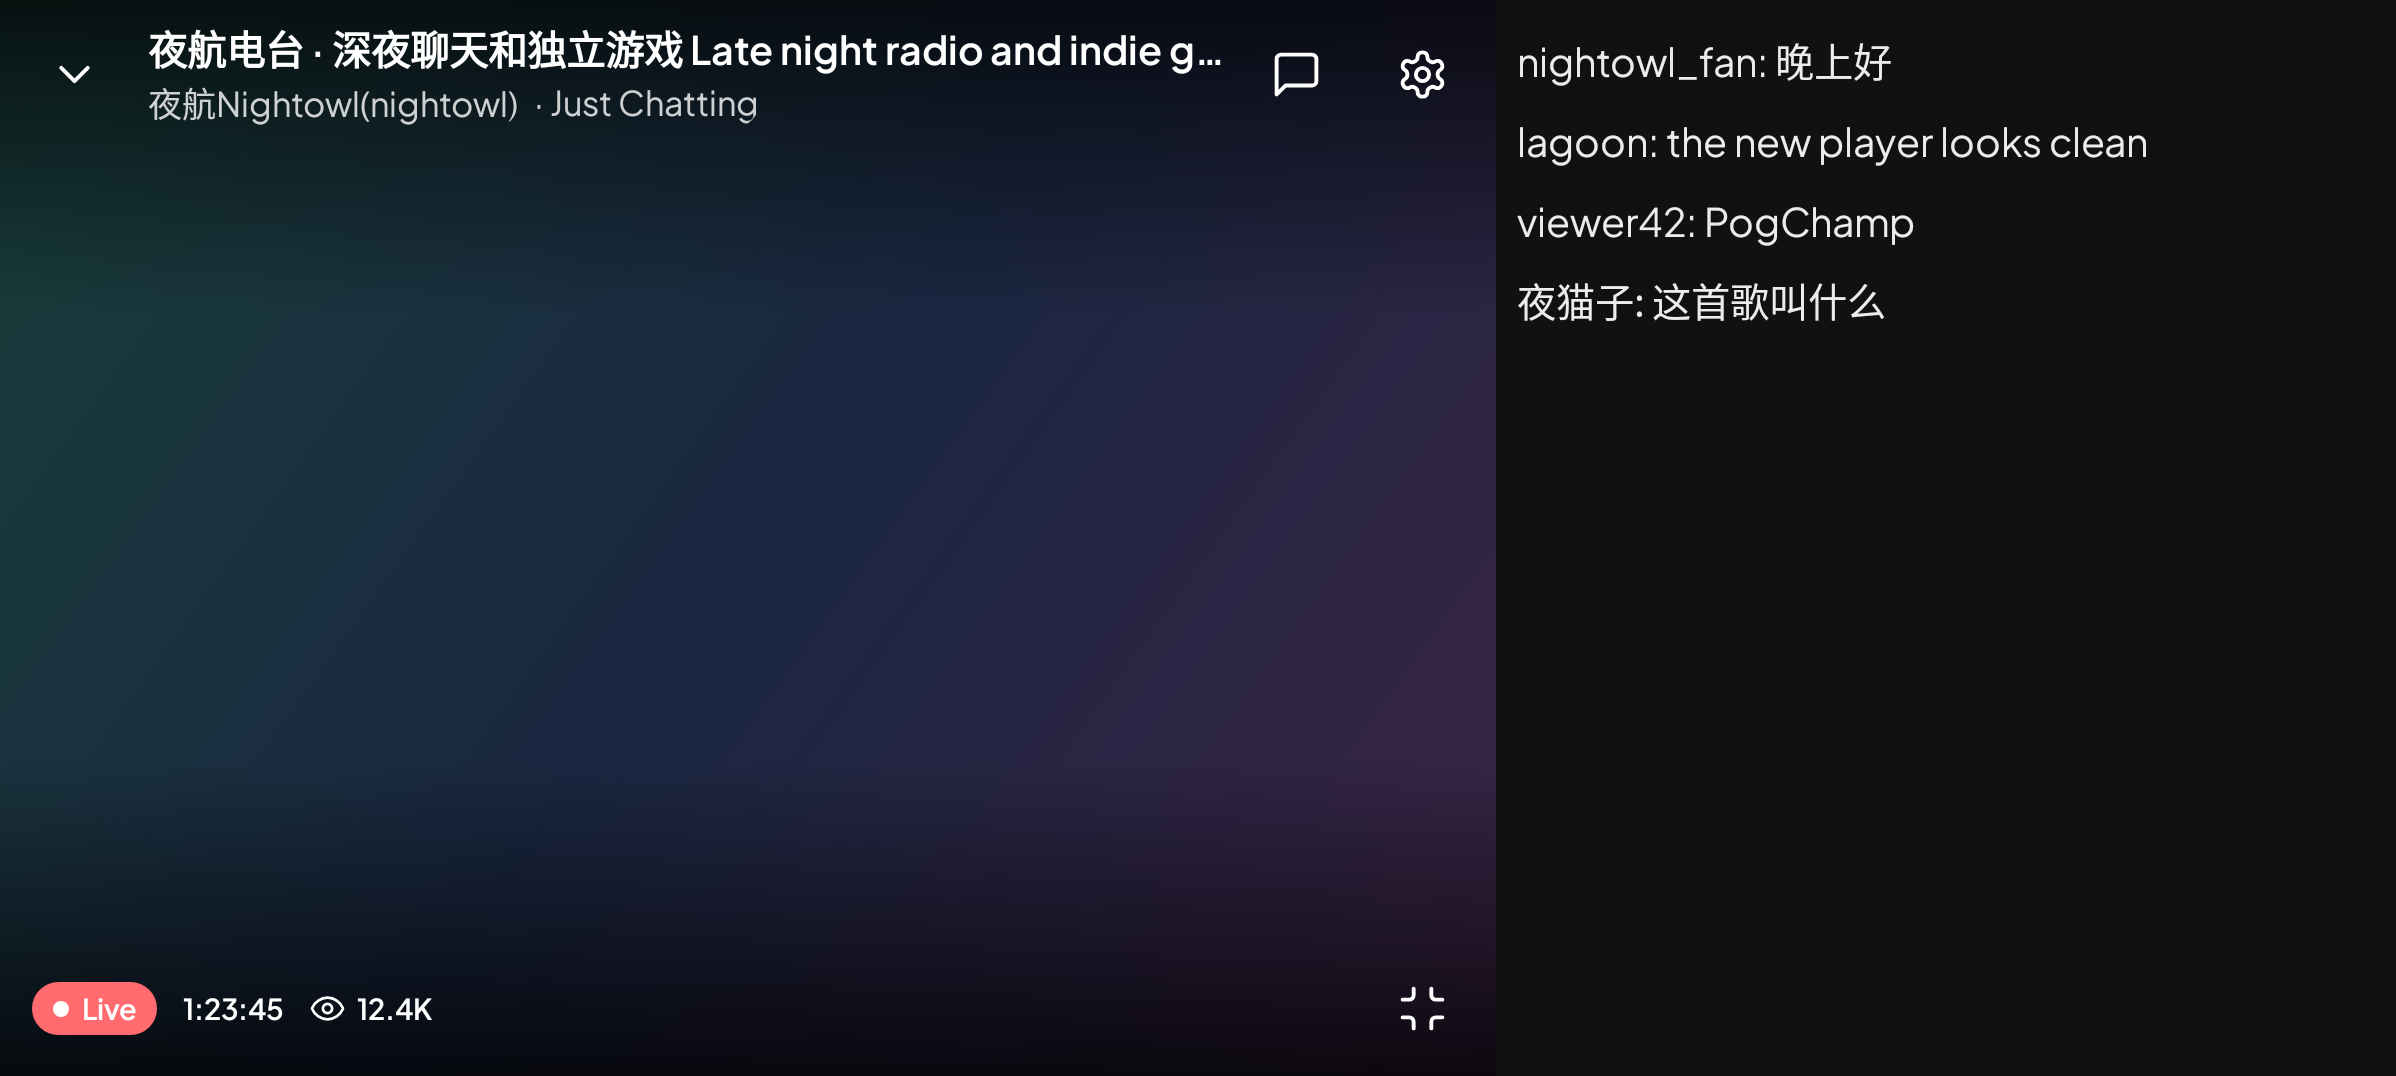 夜航电台 · 深夜聊天和独立游戏 Late night radio and indie g...
夜航Nightowl(nightowl) · Just Chatting
Live 1:23:45 12.4K
nightowl_fan: 晚上好
lagoon: the new player looks clean
viewer42: PogChamp
夜猫子: 这首歌叫什么